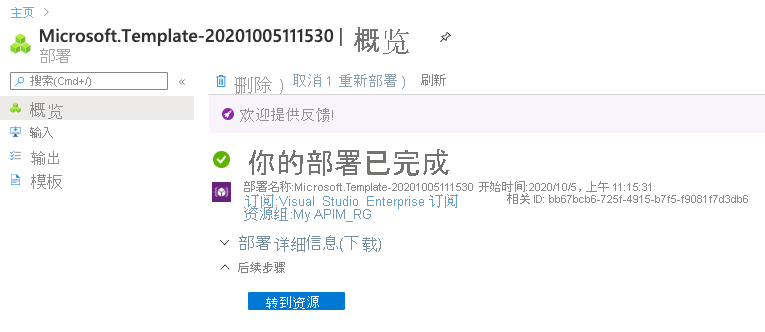 主页 >
Microsoft.Template-20201005111530 | 概览
部署
搜索(Cmd+/) «
删除 ) 取消1 重新部署 ) 刷新
概览
欢迎提供反馈!
输入
输出
模板
你的部署已完成
部署名称:Microsoft.Template-20201005111530 开始时间:2020/10/5, 上午 11:15:31
订阅:Visual Studio Enterprise 订阅 相关 ID: bb67bcb6-725f-4915-b7f5-f9081f7d3db6
资源组:My APIM_RG
部署详细信息(下载)
后续步骤
转到资源